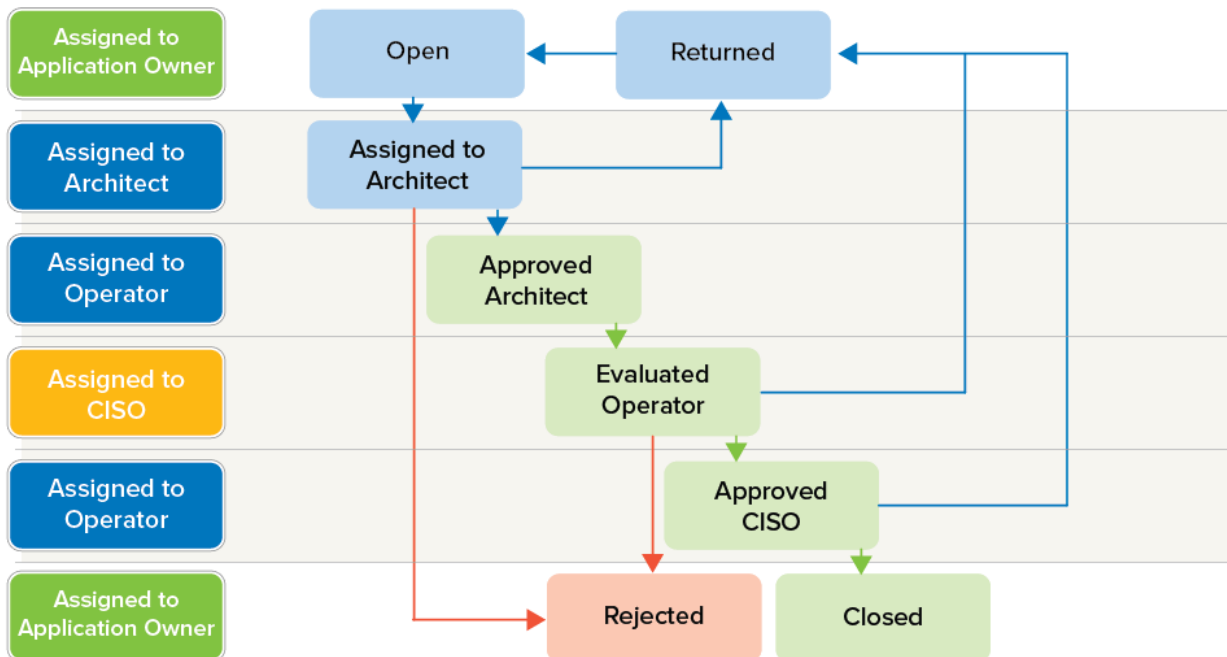 Assigned to
Application Owner
Open
Returned
Assigned to
Architect
Assigned to
Architect
Assigned to
Operator
Approved
Architect
Assigned to
CISO
Evaluated
Operator
Assigned to
Operator
Approved
CISO
Assigned to
Application Owner
Rejected
Closed